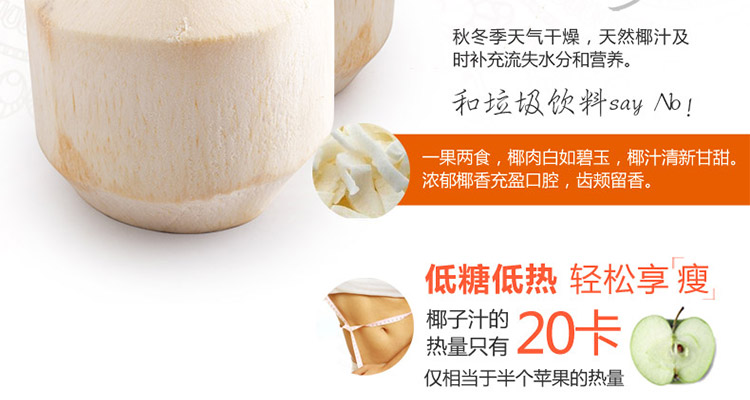 秋冬季天气干燥，天然椰汁及
时补充流失水分和营养。
和垃圾饮料say No!
一果两食，椰肉白如碧玉，椰汁清新甘甜。
浓郁椰香充盈口腔，齿颊留香。
低糖低热 轻松享「瘦」
椰子汁的
热量只有 20卡
仅相当于半个苹果的热量